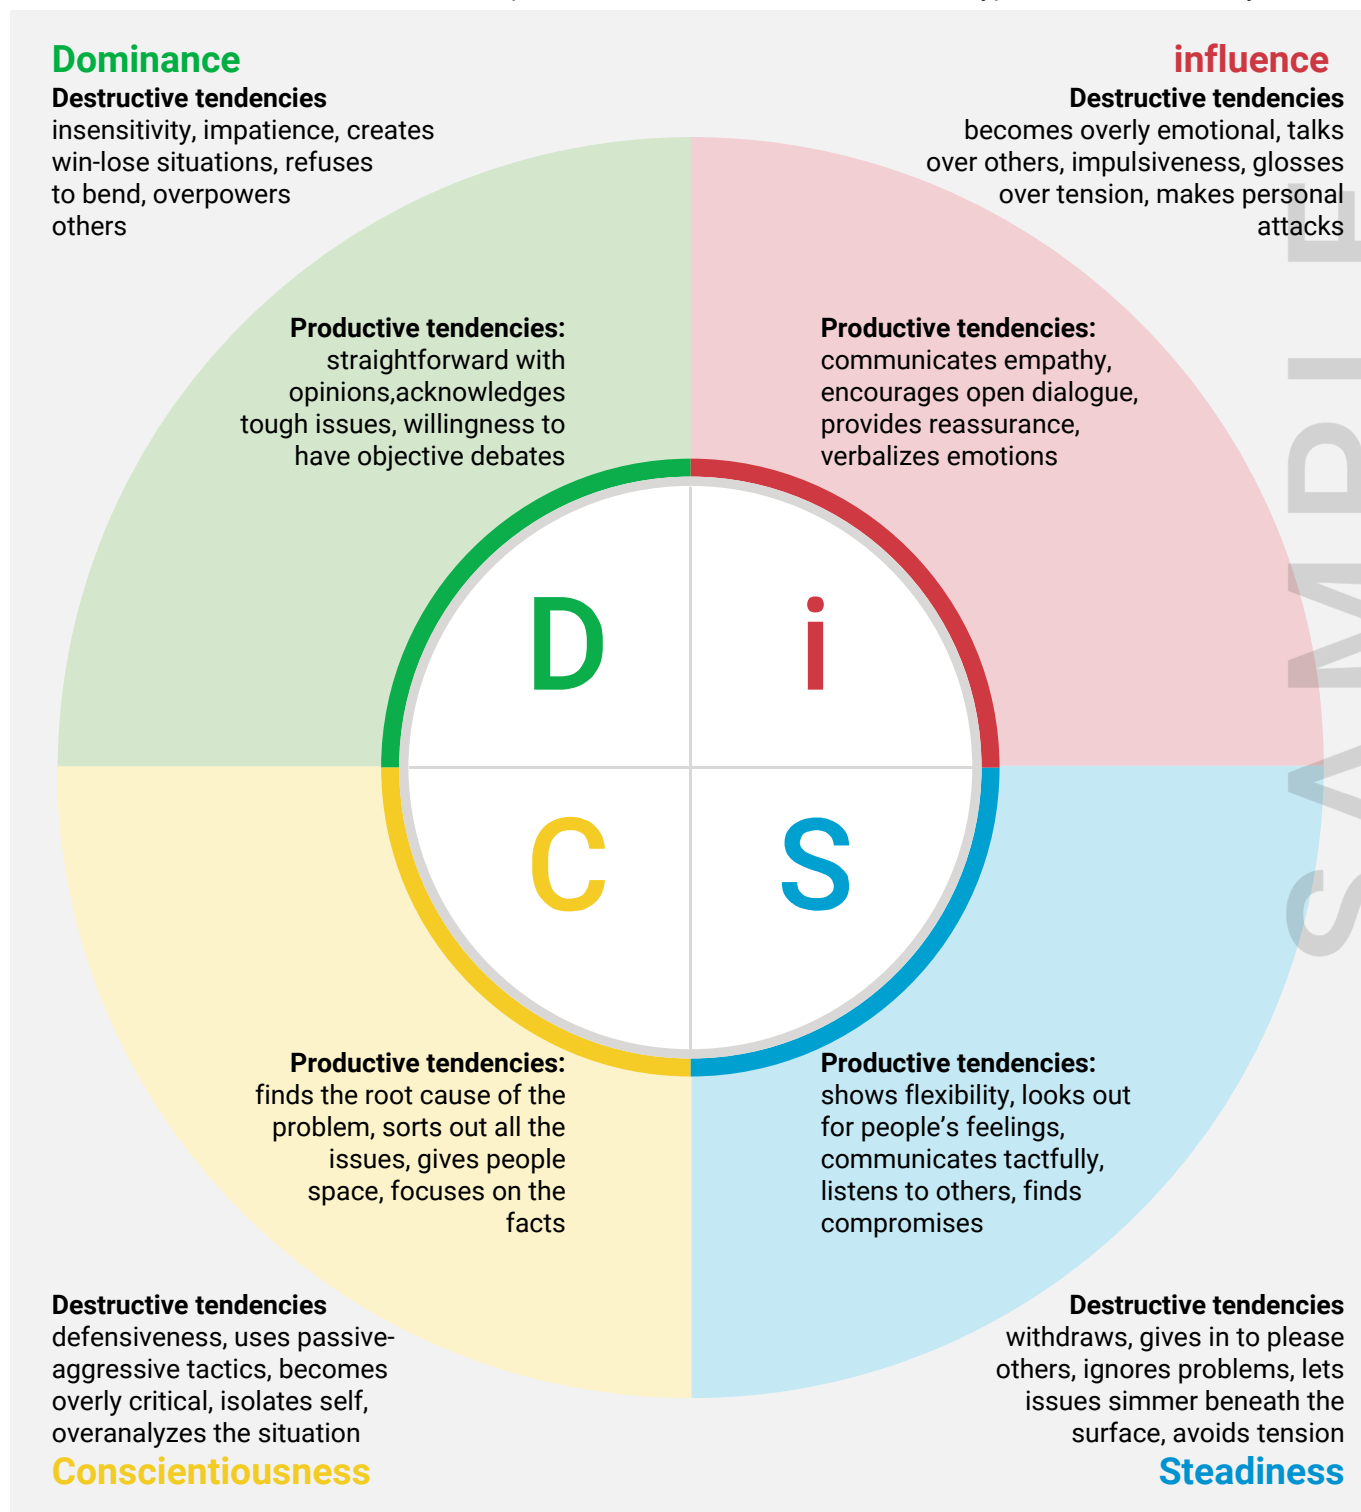 Dominance
Destructive tendencies
insensitivity, impatience, creates
win-lose situations, refuses
to bend, overpowers
others
influence
Destructive tendencies
becomes overly emotional, talks
over others, impulsiveness, glosses
over tension, makes personal
attacks
Productive tendencies:
straightforward with
opinions,acknowledges
tough issues, willingness to
have objective debates
Productive tendencies:
communicates empathy,
encourages open dialogue,
provides reassurance,
verbalizes emotions
D
i
C
S
Productive tendencies:
finds the root cause of the
problem, sorts out all the
issues, gives people
space, focuses on the
facts
Productive tendencies:
shows flexibility, looks out
for people’s feelings,
communicates tactfully,
listens to others, finds
compromises
Destructive tendencies
defensiveness, uses passive-
aggressive tactics, becomes
overly critical, isolates self,
overanalyzes the situation
Conscientiousness
Destructive tendencies
withdraws, gives in to please
others, ignores problems, lets
issues simmer beneath the
surface, avoids tension
Steadiness
SAMPLE